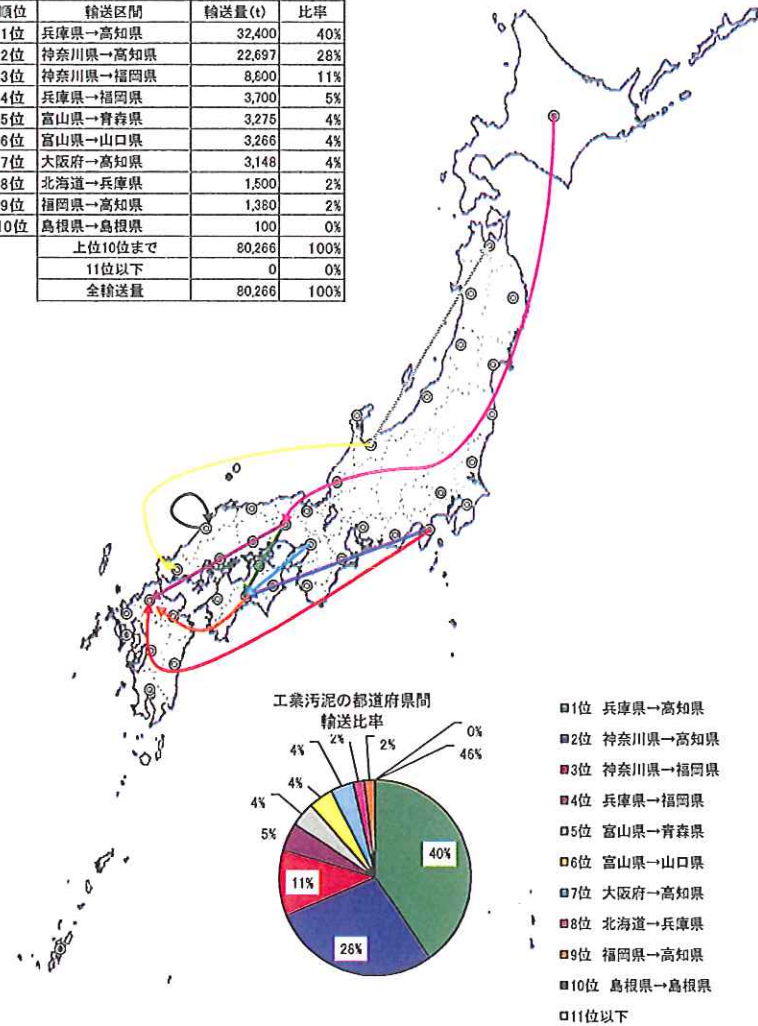 順位 輸送区間 輸送量(t) 比率
1位 兵庫県→高知県 32,400 40%
2位 神奈川県→高知県 22,697 28%
3位 神奈川県→福岡県 8,800 11%
4位 兵庫県→福岡県 3,700 5%
5位 富山県→青森県 3,275 4%
6位 富山県→山口県 3,266 4%
7位 大阪府→高知県 3,148 4%
8位 北海道→兵庫県 1,500 2%
9位 福岡県→高知県 1,380 2%
10位 島根県→島根県 100 0%
上位10位まで 80,266 100%
11位以下 0 0%
全輸送量 80,266 100%
工業汚泥の都道府県間
輸送比率
0%
46%
2%
2%
4%
4%
4%
5%
11%
28%
40%
1位 兵庫県→高知県
2位 神奈川県→高知県
3位 神奈川県→福岡県
4位 兵庫県→福岡県
5位 富山県→青森県
6位 富山県→山口県
7位 大阪府→高知県
8位 北海道→兵庫県
9位 福岡県→高知県
10位 島根県→島根県
11位以下